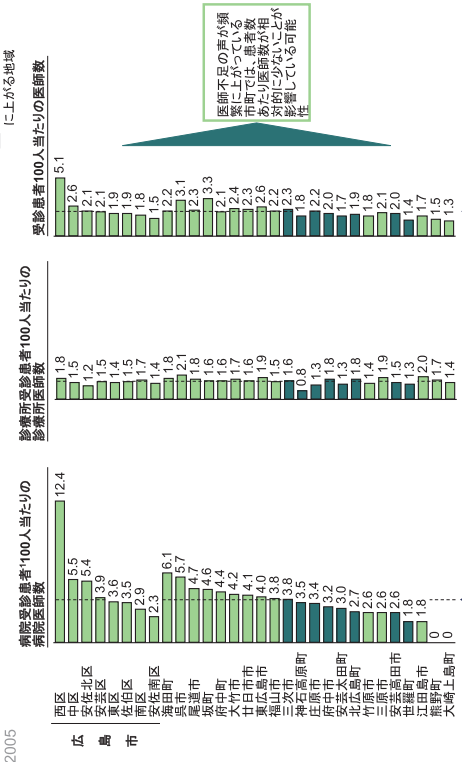 2005
に上がる地域
病院受診患者1100人当たりの
病院医師数
診療所受診患者100人当たりの
診療所医師数
受診患者100人当たりの医師数
広島市
西区 12.4 1.8 5.1
中区 5.5 1.5 2.6
安佐北区 5.4 1.2 2.1
安芸区 3.9 1.5 2.1
東区 3.6 1.4 1.9
佐伯区 3.5 1.5 1.9
南区 2.9 1.7 1.8
安佐南区 2.3 1.4 1.5
海田町 6.1 1.8 2.2
呉市 5.7 2.1 3.1
尾道市 4.7 1.8 2.3
坂町 4.6 1.6 3.3
府中町 4.4 1.6 2.1
大竹市 4.2 1.7 2.4
廿日市市 4.1 1.6 2.3
東広島市 4.0 1.9 2.6
福山市 3.8 1.5 2.2
三次市 3.8 1.6 2.3
神石高原町 3.5 0.8 1.8
庄原市 3.4 1.3 2.2
府中市 3.2 1.8 2.0
安芸太田町 3.0 1.3 1.7
北広島町 2.7 1.8 1.9
竹原市 2.6 1.4 1.8
三原市 2.6 1.9 2.1
安芸高田市 2.6 1.5 2.0
世羅町 1.8 1.3 1.4
江田島市 1.8 2.0 1.7
熊野町 0 1.7 1.5
大崎上島町 0 1.4 1.3
医師不足の声が頻
繁に上がっている
市町では、患者数
あたり医師数が相
対的に少ないことが
影響している可能
性